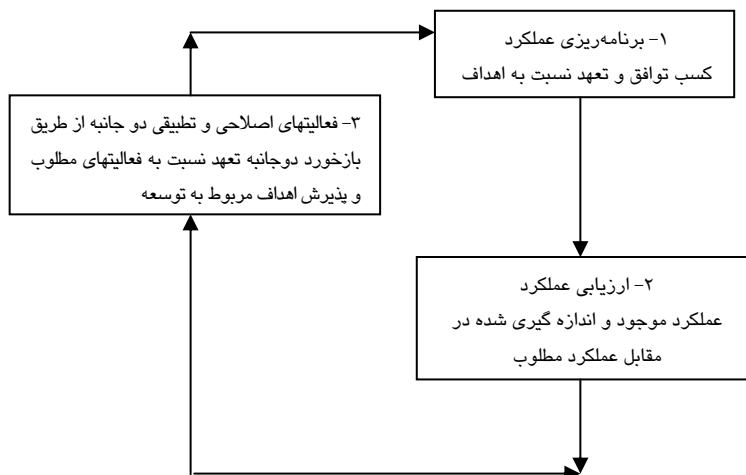 ۱- برنامه‌ریزی عملکرد
کسب توافق و تعهد نسبت به اهداف
۳- فعالیتهای اصلاحی و تطبیقی دو جانبه از طریق
بازخورد دوجانبه تعهد نسبت به فعالیتهای مطلوب
و پذیرش اهداف مربوط به توسعه
۲- ارزیابی عملکرد
عملکرد موجود و اندازه گیری شده در
مقابل عملکرد مطلوب